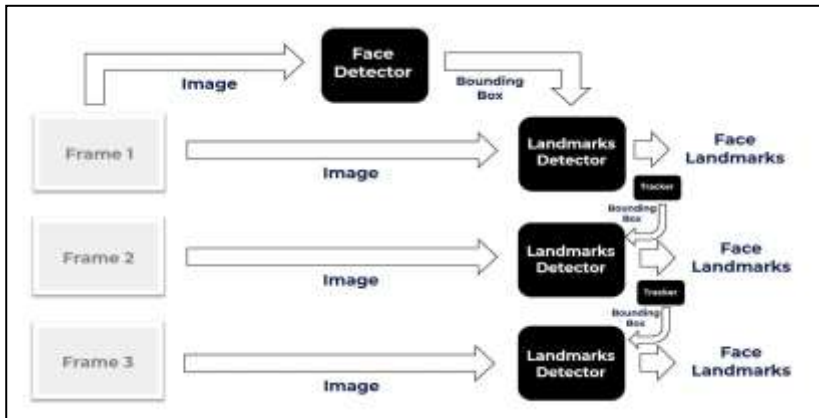 Face
Detector
Image
Bounding
Box
Frame 1
Image
Landmarks
Detector
Face
Landmarks
Tracker
Bounding
Box
Frame 2
Image
Landmarks
Detector
Face
Landmarks
Tracker
Bounding
Box
Frame 3
Image
Landmarks
Detector
Face
Landmarks